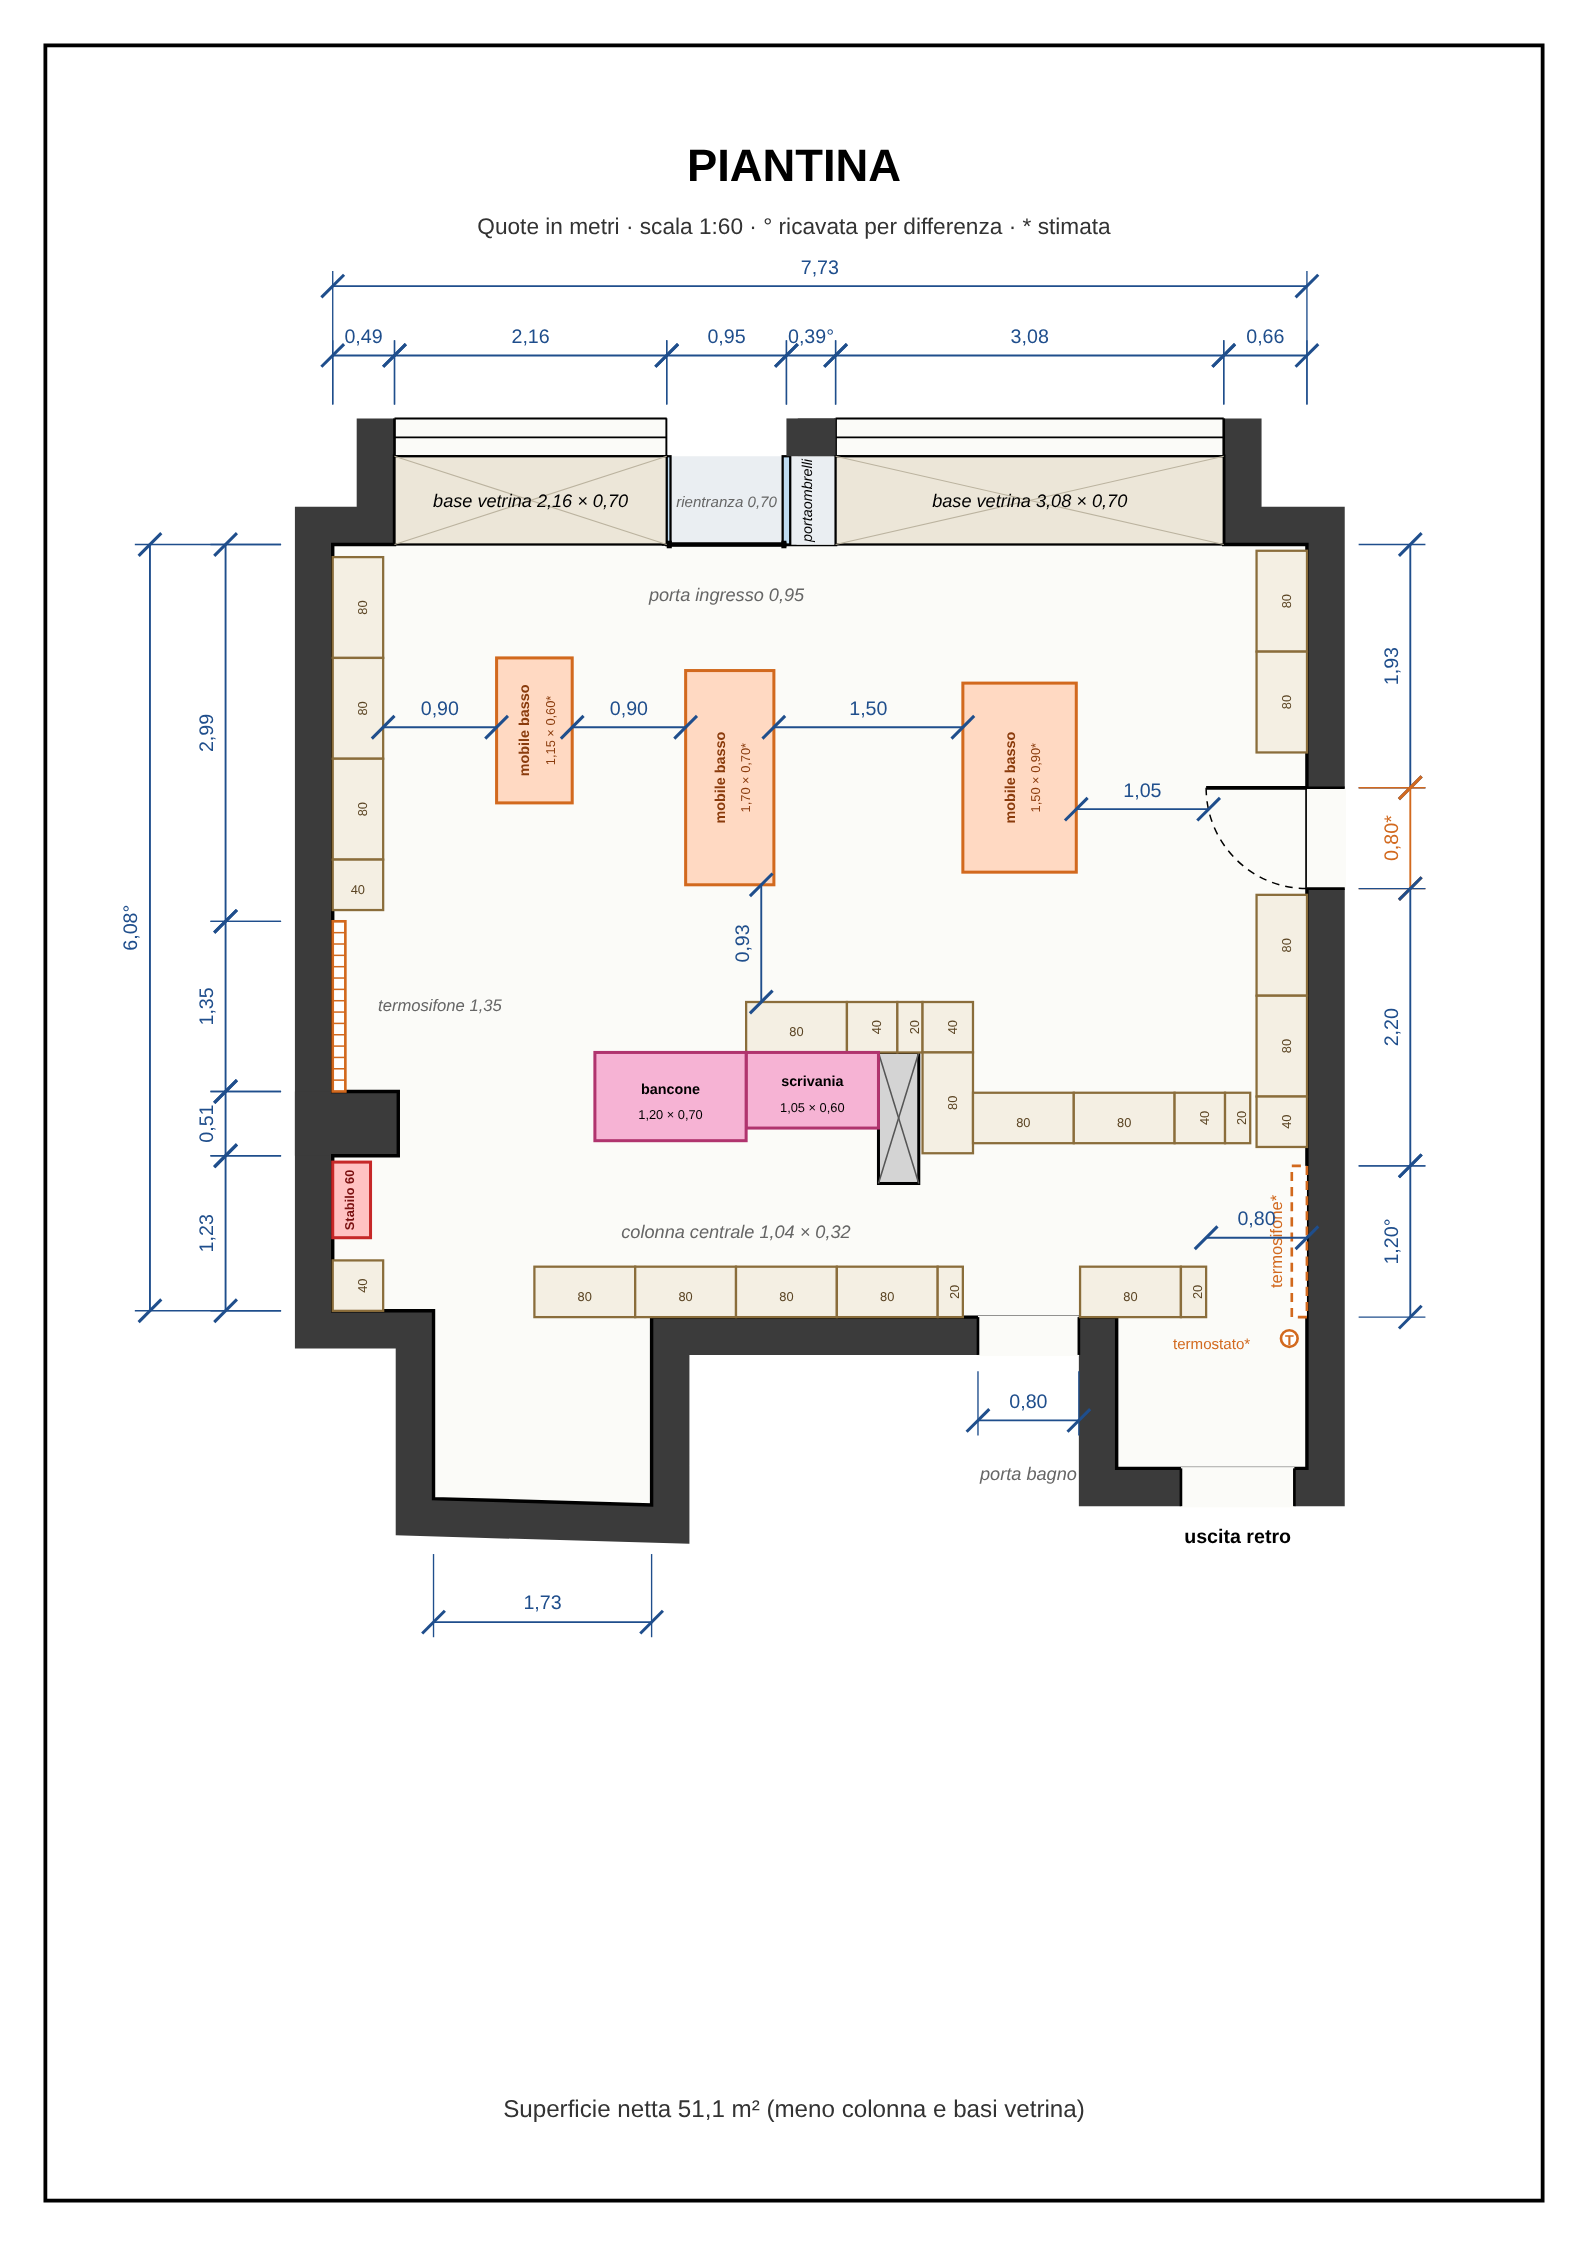 PIANTINA
Quote in metri · scala 1:60 · ° ricavata per differenza · * stimata
7,73
0,49
2,16
0,95
0,39°
3,08
0,66
base vetrina 2,16 × 0,70
rientranza 0,70
portaombrelli
base vetrina 3,08 × 0,70
porta ingresso 0,95
80
80
80
40
80
80
6,08°
2,99
1,35
0,51
1,23
1,93
0,80*
2,20
1,20°
0,90
mobile basso
1,15 × 0,60*
0,90
mobile basso
1,70 × 0,70*
1,50
mobile basso
1,50 × 0,90*
1,05
0,93
termosifone 1,35
80
40
20
40
80
80
80
40
bancone
1,20 × 0,70
scrivania
1,05 × 0,60
80
80
40
20
Stabilo 60
colonna centrale 1,04 × 0,32
0,80
termosifone*
40
80
80
80
80
20
80
20
termostato*
T
0,80
porta bagno
uscita retro
1,73
Superficie netta 51,1 m² (meno colonna e basi vetrina)